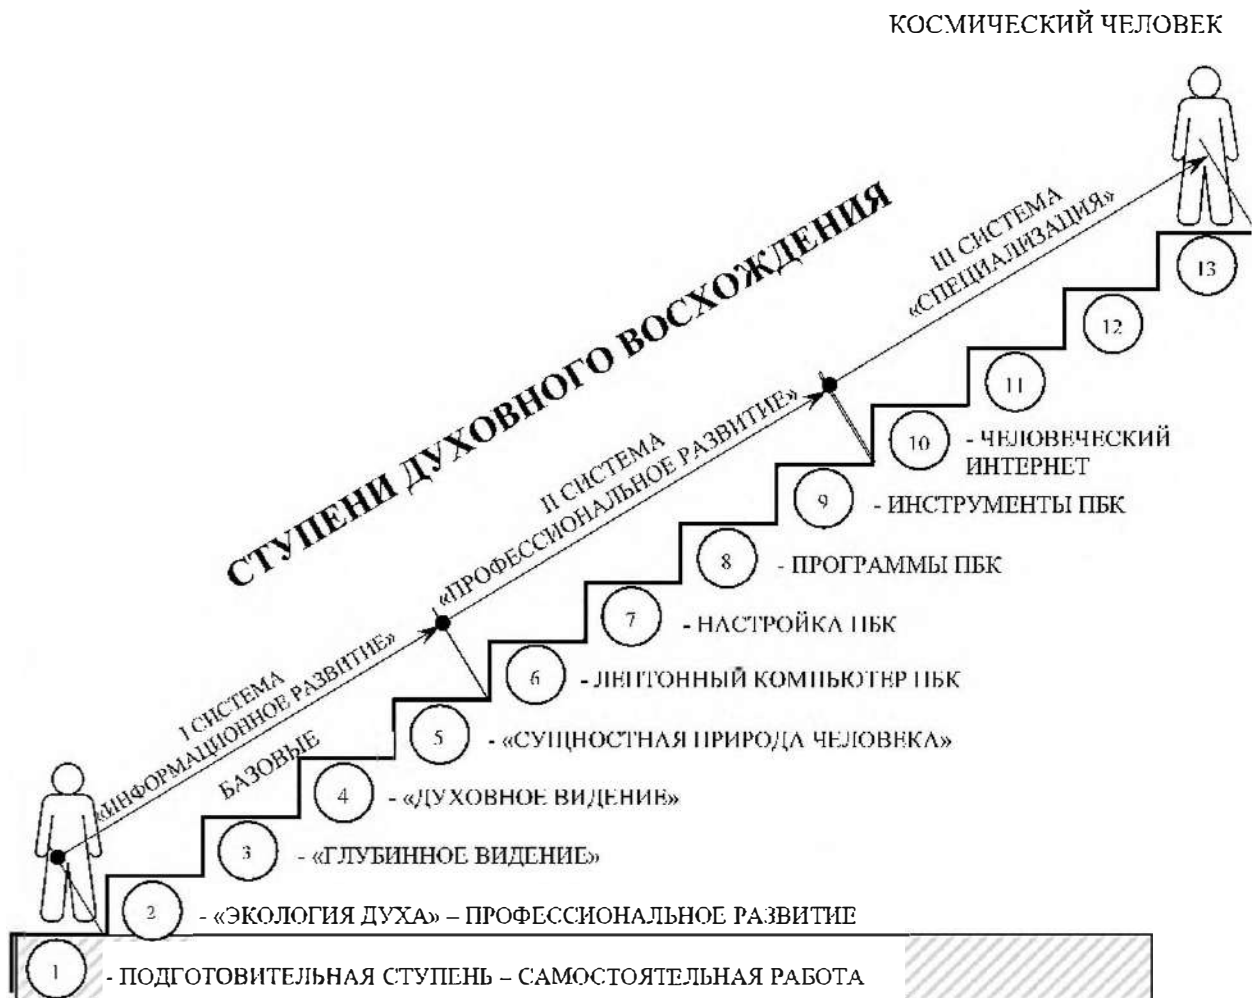 КОСМИЧЕСКИЙ ЧЕЛОВЕК
СТУПЕНИ ДУХОВНОГО ВОСХОЖДЕНИЯ
III СИСТЕМА
«СПЕЦИАЛИЗАЦИЯ»
II СИСТЕМА
«ПРОФЕССИОНАЛЬНОЕ РАЗВИТИЕ»
I СИСТЕМА
«ИНФОРМАЦИОННОЕ РАЗВИТИЕ»
БАЗОВЫЕ
13
12
11
10 - ЧЕЛОВЕЧЕСКИЙ
ИНТЕРНЕТ
9 - ИНСТРУМЕНТЫ ПБК
8 - ПРОГРАММЫ ПБК
7 - НАСТРОЙКА ПБК
6 - ЛЕПТОННЫЙ КОМПЬЮТЕР ПБК
5 - «СУЩНОСТНАЯ ПРИРОДА ЧЕЛОВЕКА»
4 - «ДУХОВНОЕ ВИДЕНИЕ»
3 - «ГЛУБИННОЕ ВИДЕНИЕ»
2 - «ЭКОЛОГИЯ ДУХА» – ПРОФЕССИОНАЛЬНОЕ РАЗВИТИЕ
1 - ПОДГОТОВИТЕЛЬНАЯ СТУПЕНЬ – САМОСТОЯТЕЛЬНАЯ РАБОТА